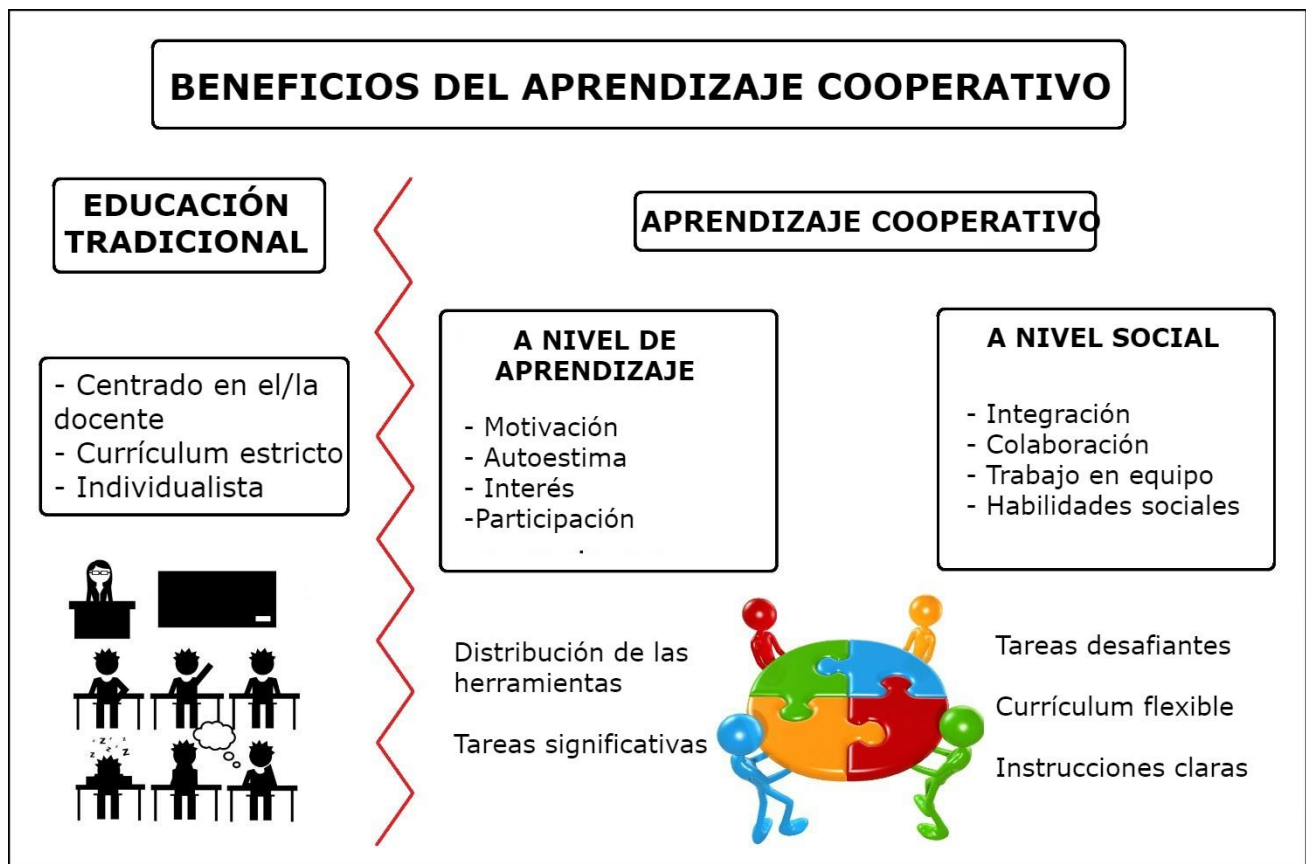 BENEFICIOS DEL APRENDIZAJE COOPERATIVO
EDUCACIÓN
TRADICIONAL
- Centrado en el/la
docente
- Currículum estricto
- Individualista
z z z z z
APRENDIZAJE COOPERATIVO
A NIVEL DE
APRENDIZAJE
- Motivación
- Autoestima
- Interés
-Participación
.
A NIVEL SOCIAL
- Integración
- Colaboración
- Trabajo en equipo
- Habilidades sociales
Distribución de las
herramientas
Tareas significativas
Tareas desafiantes
Currículum flexible
Instrucciones claras